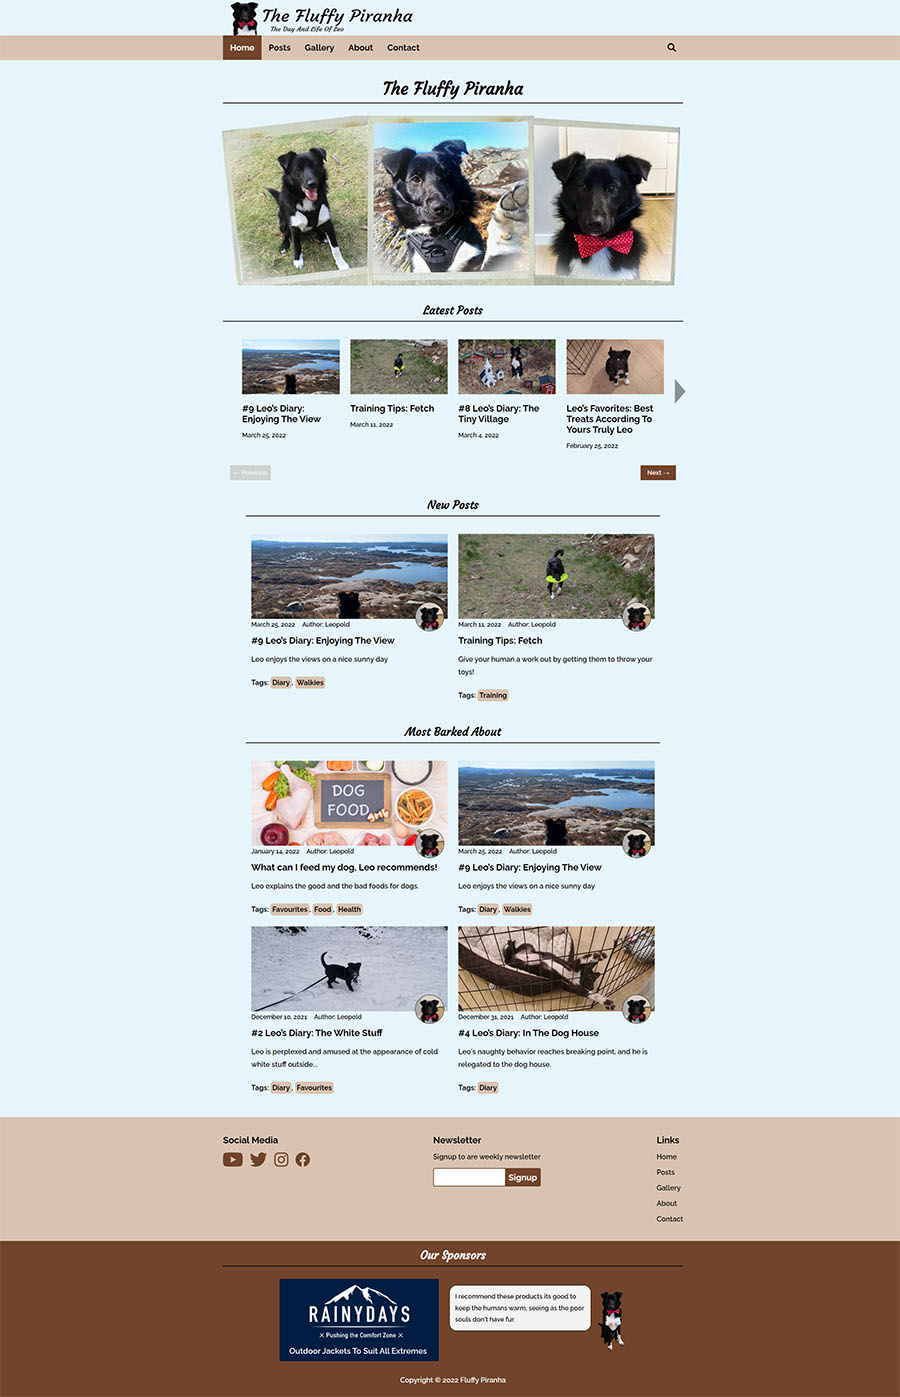 The Fluffy Piranha
The Day And Life Of Leo
Home Posts Gallery About Contact
The Fluffy Piranha
Latest Posts
#9 Leo's Diary:
Enjoying The View
March 25, 2022
Training Tips: Fetch
March 11, 2022
#8 Leo's Diary: The
Tiny Village
March 4, 2022
Leo's Favorites: Best
Treats According To
Yours Truly Leo
February 25, 2022
← Previous
Next →
New Posts
March 25, 2022 Author: Leopold
#9 Leo's Diary: Enjoying The View
Leo enjoys the views on a nice sunny day
Tags: Diary, Walkies
March 11, 2022 Author: Leopold
Training Tips: Fetch
Give your human a work out by getting them to throw your
toys!
Tags: Training
Most Barked About
DOG
FOOD
January 14, 2022 Author: Leopold
What can I feed my dog, Leo recommends!
Leo explains the good and the bad foods for dogs.
Tags: Favourites, Food, Health
March 25, 2022 Author: Leopold
#9 Leo's Diary: Enjoying The View
Leo enjoys the views on a nice sunny day
Tags: Diary, Walkies
December 10, 2021 Author: Leopold
#2 Leo's Diary: The White Stuff
Leo is perplexed and amused at the appearance of cold
white stuff outside...
Tags: Diary, Favourites
December 31, 2021 Author: Leopold
#4 Leo's Diary: In The Dog House
Leo's naughty behavior reaches breaking point, and he is
relegated to the dog house.
Tags: Diary
Social Media
Newsletter
Signup to are weekly newsletter
Signup
Links
Home
Posts
Gallery
About
Contact
Our Sponsors
RAINYDAYS
× Pushing the Comfort Zone ×
Outdoor Jackets To Suit All Extremes
I recommend these products its good to
keep the humans warm, seeing as the poor
souls don't have fur.
Copyright © 2022 Fluffy Piranha